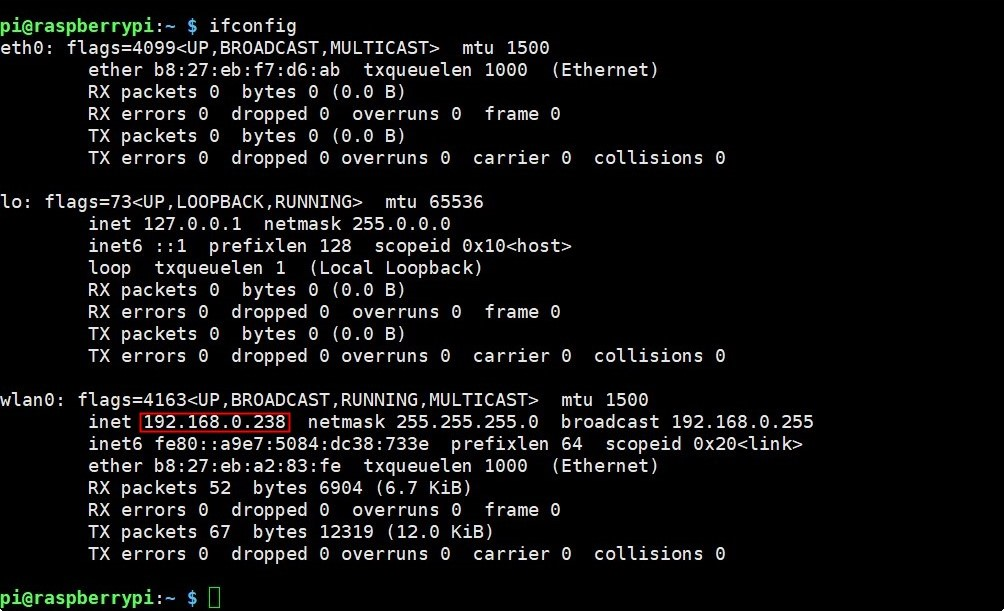 pi@raspberrypi:~ $ ifconfig
eth0: flags=4099<UP,BROADCAST,MULTICAST>  mtu 1500
        ether b8:27:eb:f7:d6:ab  txqueuelen 1000  (Ethernet)
        RX packets 0  bytes 0 (0.0 B)
        RX errors 0  dropped 0  overruns 0  frame 0
        TX packets 0  bytes 0 (0.0 B)
        TX errors 0  dropped 0 overruns 0  carrier 0  collisions 0

lo: flags=73<UP,LOOPBACK,RUNNING>  mtu 65536
        inet 127.0.0.1  netmask 255.0.0.0
        inet6 ::1  prefixlen 128  scopeid 0x10<host>
        loop  txqueuelen 1  (Local Loopback)
        RX packets 0  bytes 0 (0.0 B)
        RX errors 0  dropped 0  overruns 0  frame 0
        TX packets 0  bytes 0 (0.0 B)
        TX errors 0  dropped 0 overruns 0  carrier 0  collisions 0

wlan0: flags=4163<UP,BROADCAST,RUNNING,MULTICAST>  mtu 1500
        inet 192.168.0.238  netmask 255.255.255.0  broadcast 192.168.0.255
        inet6 fe80::a9e7:5084:dc38:733e  prefixlen 64  scopeid 0x20<link>
        ether b8:27:eb:a2:83:fe  txqueuelen 1000  (Ethernet)
        RX packets 52  bytes 6904 (6.7 KiB)
        RX errors 0  dropped 0  overruns 0  frame 0
        TX packets 67  bytes 12319 (12.0 KiB)
        TX errors 0  dropped 0 overruns 0  carrier 0  collisions 0

pi@raspberrypi:~ $